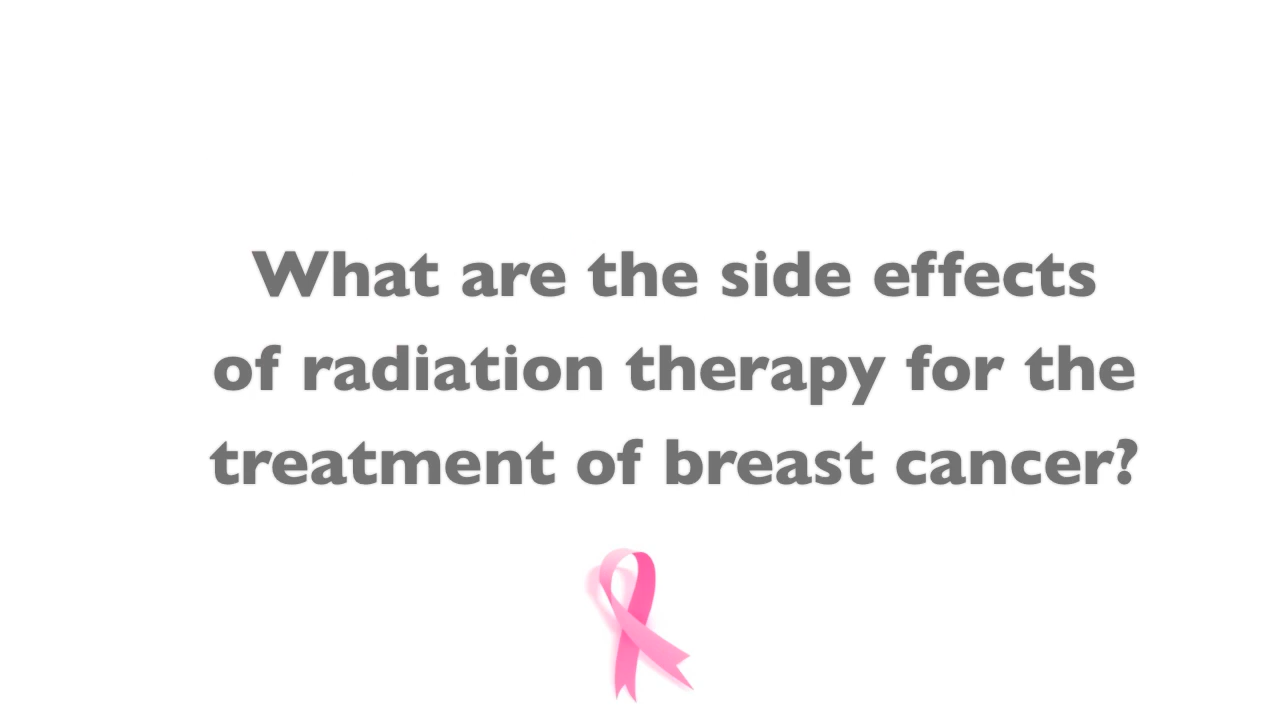 What are the side effects
of radiation therapy for the
treatment of breast cancer?